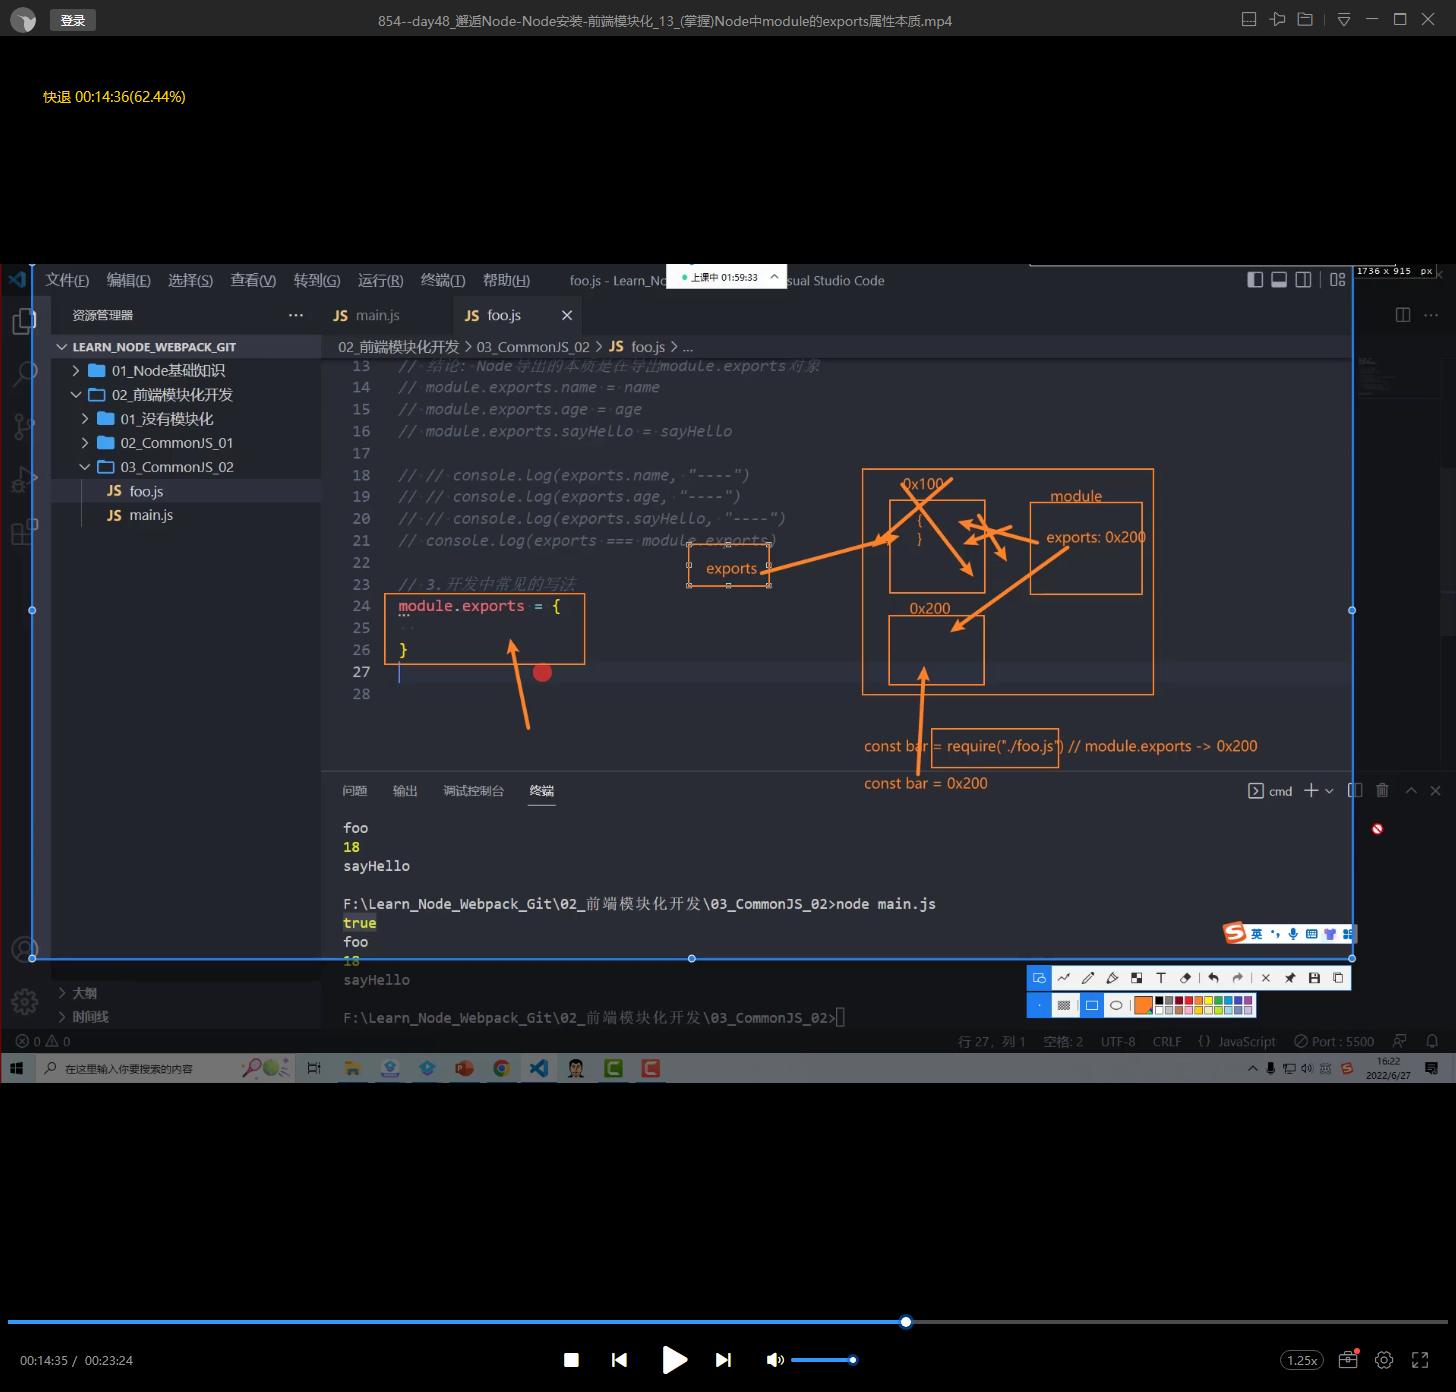 登录
854--day48_邂逅Node-Node安装-前端模块化_13_(掌握)Node中module的exports属性本质.mp4
快退 00:14:36(62.44%)
文件(F) 编辑(E) 选择(S) 查看(V) 转到(G) 运行(R) 终端(T) 帮助(H)
foo.js - Learn_No
上课中 01:59:33
sual Studio Code
1736 x 915 px
资源管理器
JS main.js
JS foo.js
LEARN_NODE_WEBPACK_GIT
02_前端模块化开发 > 03_CommonJS_02 > JS foo.js > ...
01_Node基础知识
02_前端模块化开发
01_没有模块化
02_CommonJS_01
03_CommonJS_02
JS foo.js
JS main.js
13 // 结论: Node导出的本质是在导出module.exports对象
14 // module.exports.name = name
15 // module.exports.age = age
16 // module.exports.sayHello = sayHello
17
18 // // console.log(exports.name, "----")
19 // // console.log(exports.age, "----")
20 // // console.log(exports.sayHello, "----")
21 // console.log(exports === module.exports)
22
23 // 3.开发中常见的写法
24 module.exports = {
25
26 }
27
28
0x100
{
}
module
exports: 0x200
exports
0x200
const bar = require("./foo.js") // module.exports -> 0x200
const bar = 0x200
问题 输出 调试控制台 终端
cmd
foo
18
sayHello
F:\Learn_Node_Webpack_Git\02_前端模块化开发\03_CommonJS_02>node main.js
true
foo
18
sayHello
F:\Learn_Node_Webpack_Git\02_前端模块化开发\03_CommonJS_02>
英
大纲
时间线
0 0
行 27，列 1 空格: 2 UTF-8 CRLF {} JavaScript Port : 5500
在这里输入你要搜索的内容
英
16:22
2022/6/27
00:14:35 / 00:23:24
1.25x